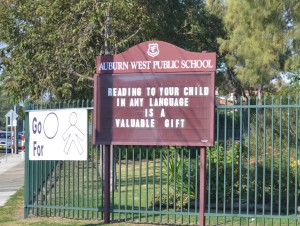 AUBURN WEST PUBLIC SCHOOL
READING TO YOUR CHILD
IN ANY LANGUAGE
IS A
VALUABLE GIFT
Go
For